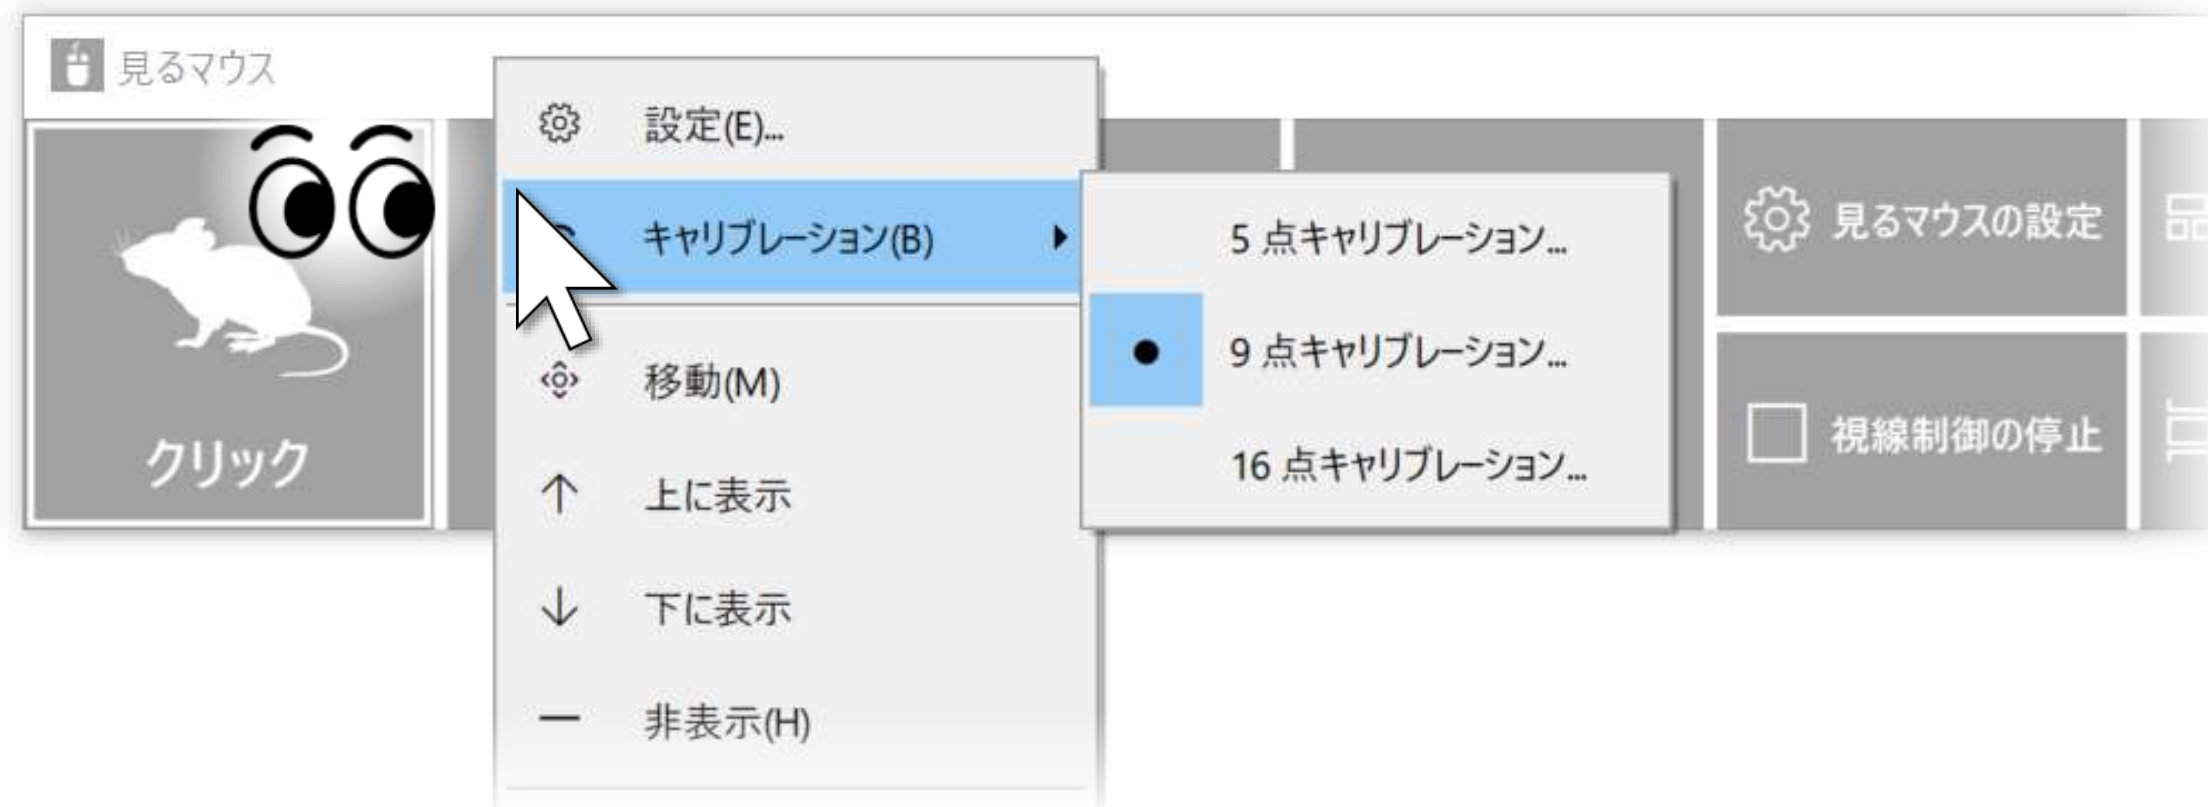 見るマウス
クリック
設定(E)...
キャリブレーション(B)
移動(M)
上に表示
下に表示
非表示(H)
5 点キャリブレーション...
9 点キャリブレーション...
16 点キャリブレーション...
見るマウスの設定
視線制御の停止